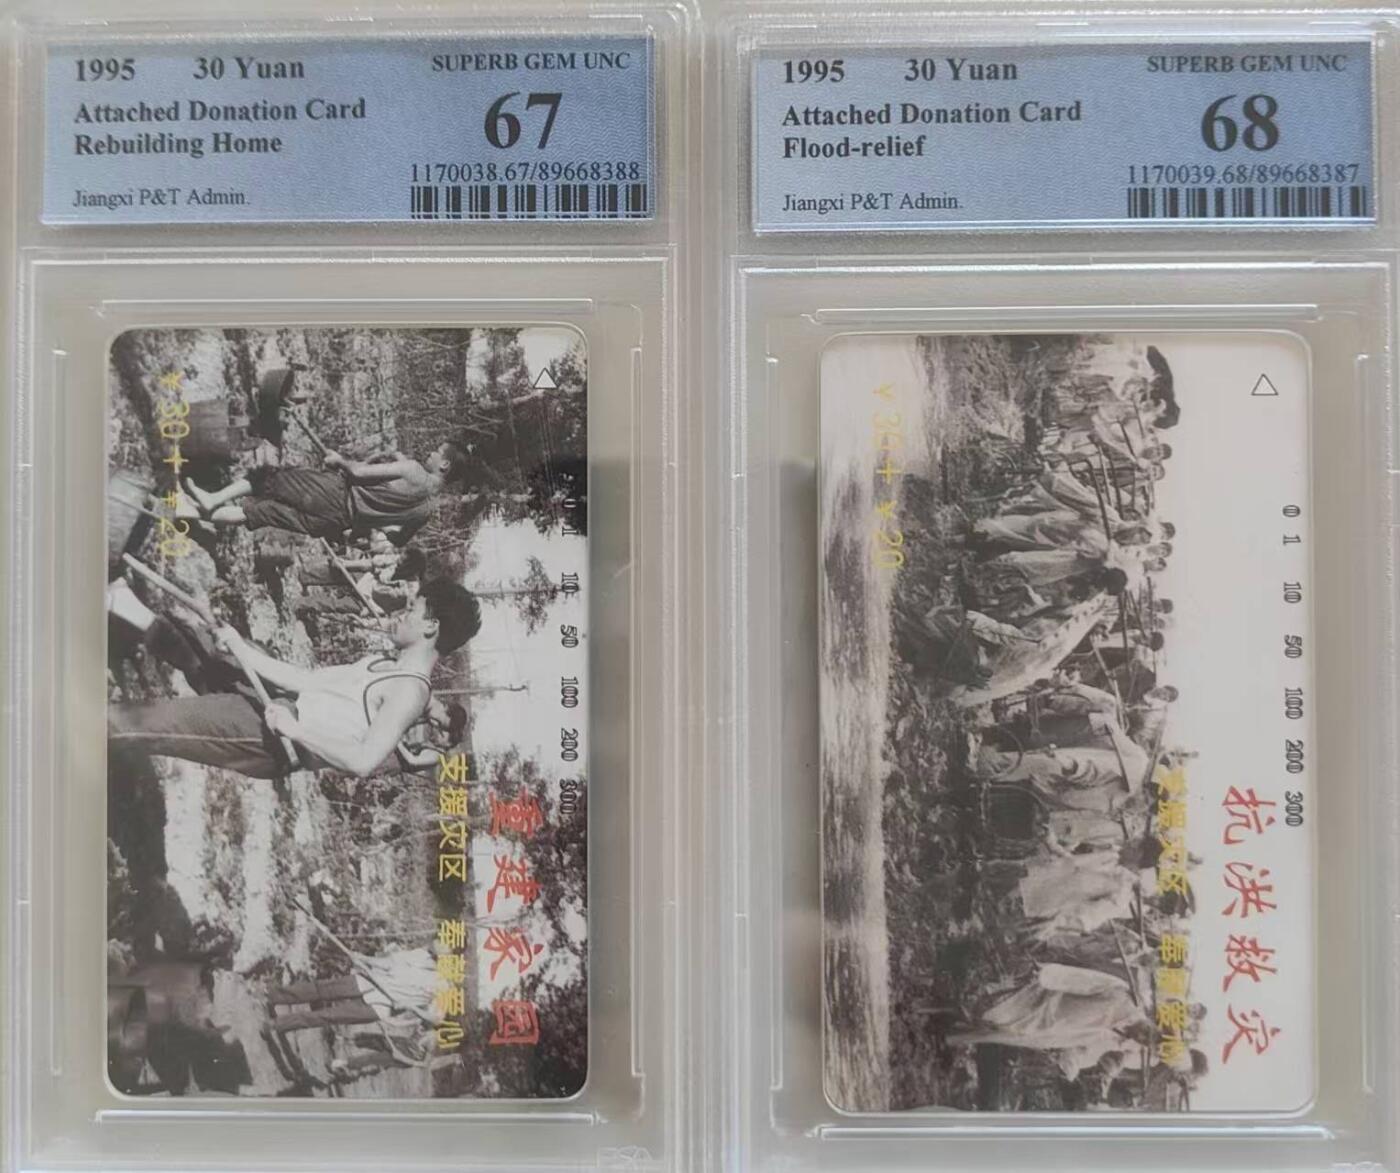 1995 30 Yuan SUPERB GEM UNC
Attached Donation Card 67
Rebuilding Home
1170038.67/89668388
Jiangxi P&T Admin.
¥30+¥20
0 1 10 50 100 200 300
重建家园
支援灾区 奉献爱心
1995 30 Yuan SUPERB GEM UNC
Attached Donation Card 68
Flood-relief
1170039.68/89668387
Jiangxi P&T Admin.
¥30+¥20
0 1 10 50 100 200 300
抗洪救灾
支援灾区 奉献爱心